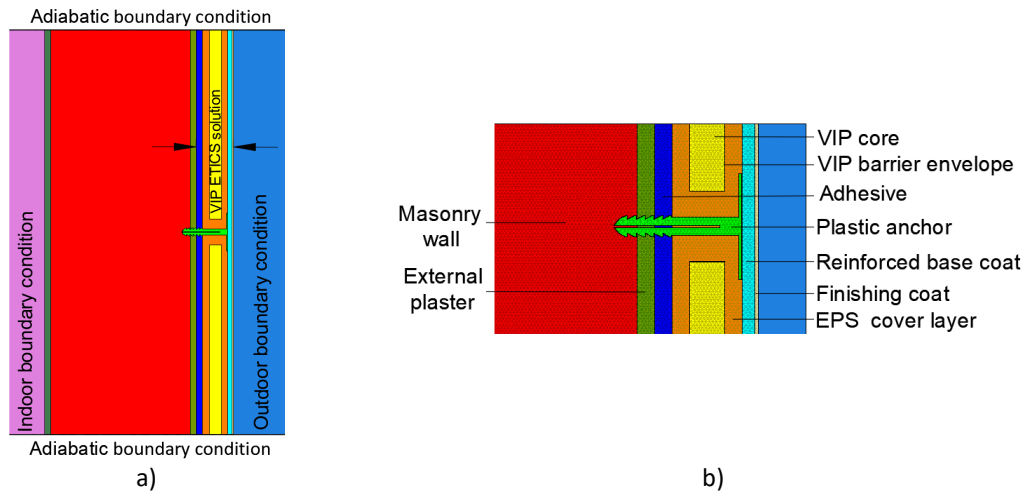 Adiabatic boundary condition
Indoor boundary condition
VIP ETICS solution
Outdoor boundary condition
Adiabatic boundary condition
a)
Masonry
wall
External
plaster
VIP core
VIP barrier envelope
Adhesive
Plastic anchor
Reinforced base coat
Finishing coat
EPS cover layer
b)